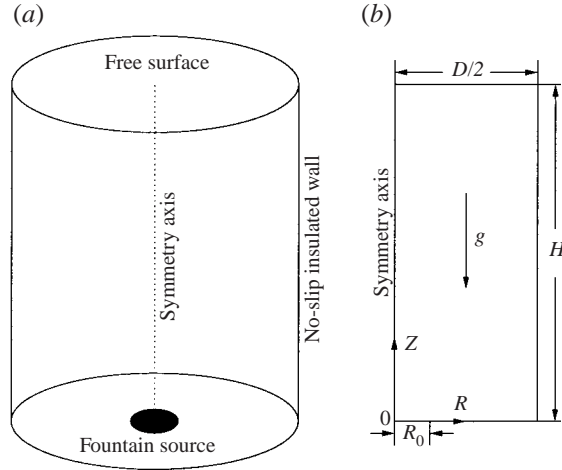 (a)
Free surface
Symmetry axis
No-slip insulated wall
Fountain source
(b)
D/2
Symmetry axis
g
H
Z
0
R
R0